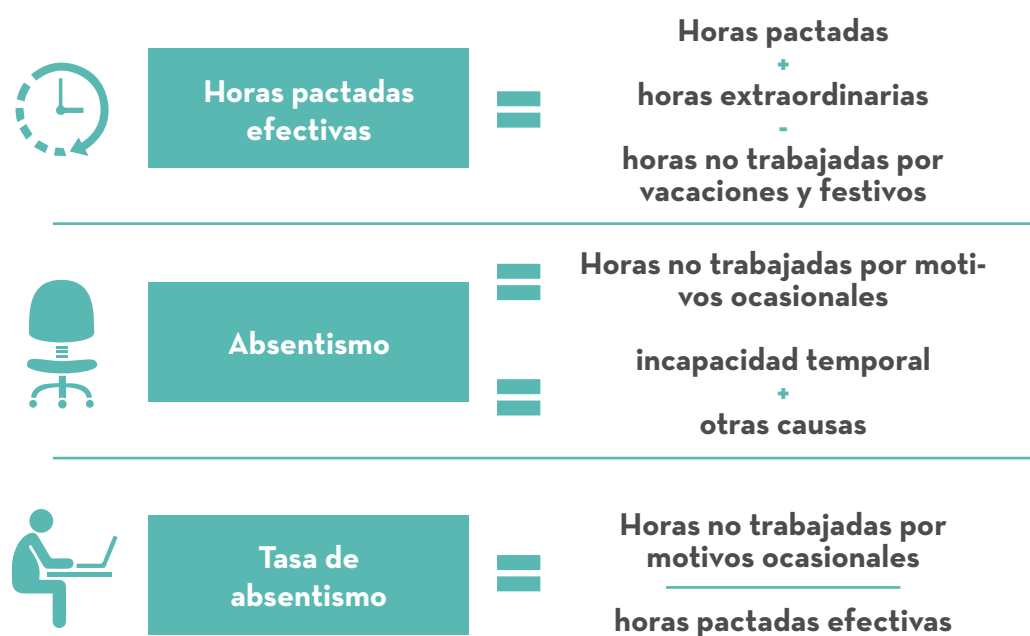 Horas pactadas
efectivas
=
Horas pactadas
+
horas extraordinarias
-
horas no trabajadas por
vacaciones y festivos
Absentismo
=
Horas no trabajadas por moti-
vos ocasionales
=
incapacidad temporal
+
otras causas
Tasa de
absentismo
=
Horas no trabajadas por
motivos ocasionales
horas pactadas efectivas